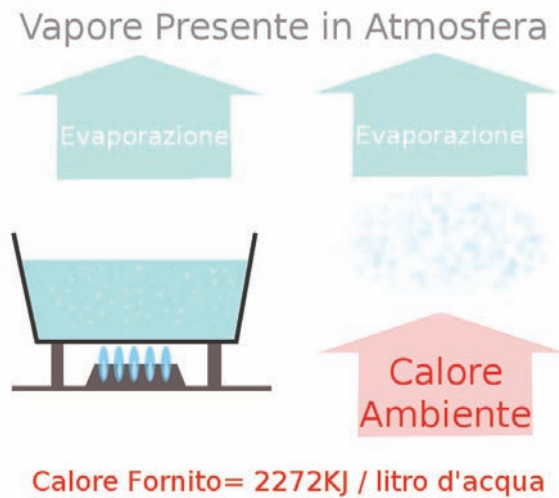 Vapore Presente in Atmosfera
Evaporazione
Evaporazione
Calore
Ambiente
Calore Fornito= 2272KJ / litro d'acqua